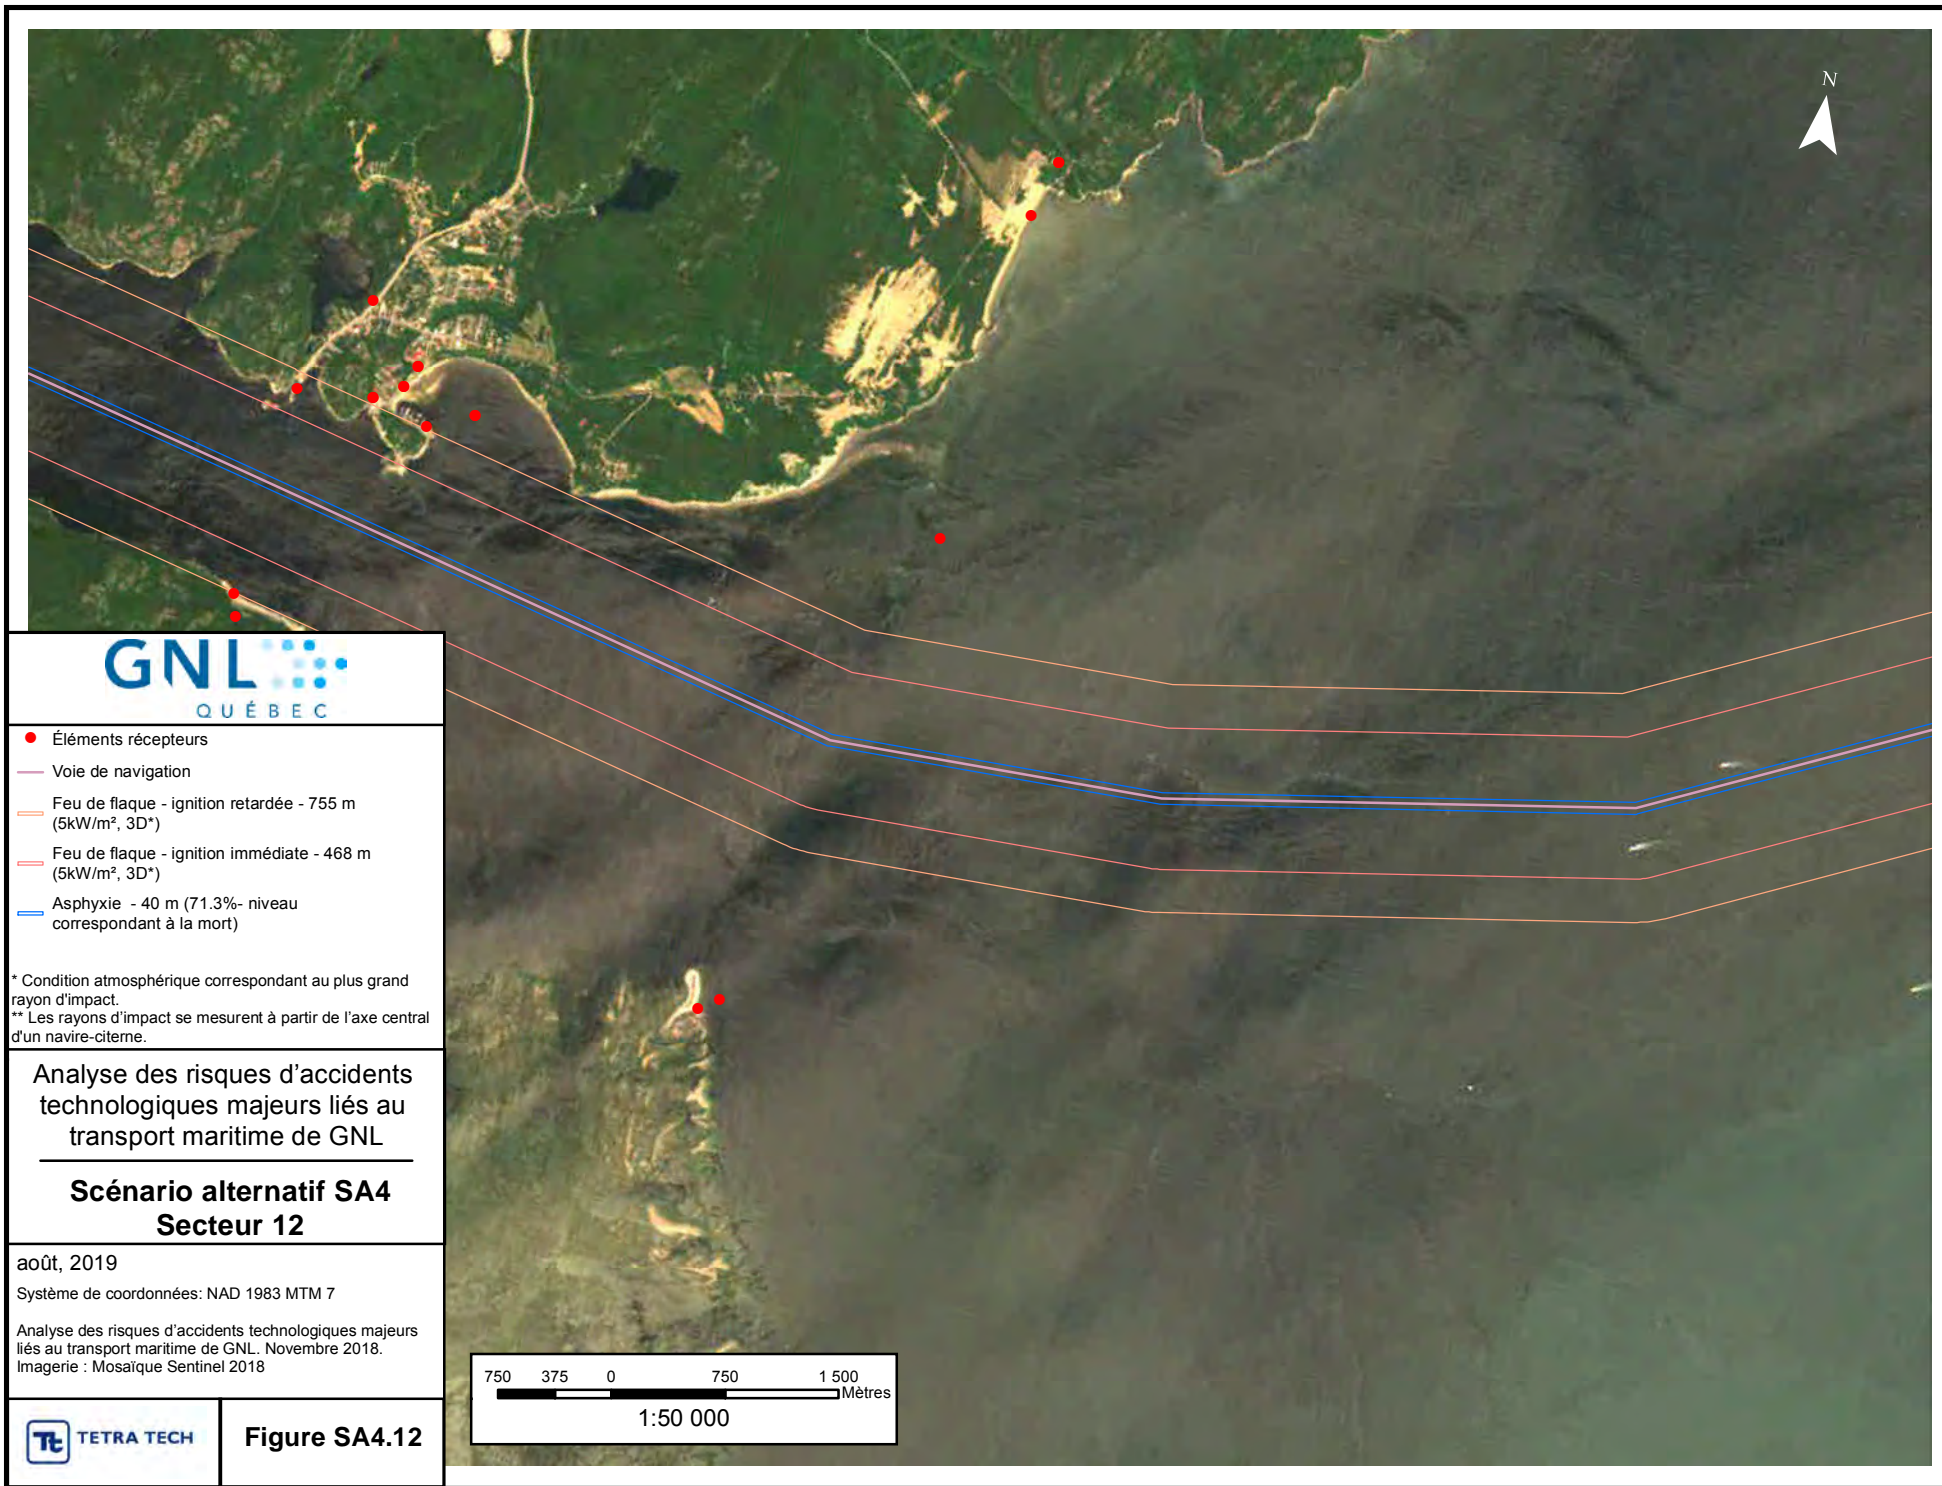 N
GNL
QUÉBEC
Éléments récepteurs
Voie de navigation
Feu de flaque - ignition retardée - 755 m
(5kW/m², 3D*)
Feu de flaque - ignition immédiate - 468 m
(5kW/m², 3D*)
Asphyxie - 40 m (71.3%- niveau
correspondant à la mort)
* Condition atmosphérique correspondant au plus grand
rayon d'impact.
** Les rayons d'impact se mesurent à partir de l'axe central
d'un navire-citerne.
Analyse des risques d'accidents
technologiques majeurs liés au
transport maritime de GNL
Scénario alternatif SA4
Secteur 12
août, 2019
Système de coordonnées: NAD 1983 MTM 7
Analyse des risques d'accidents technologiques majeurs
liés au transport maritime de GNL. Novembre 2018.
Imagerie : Mosaïque Sentinel 2018
Tt TETRA TECH
Figure SA4.12
750 375 0 750 1 500
Mètres
1:50 000